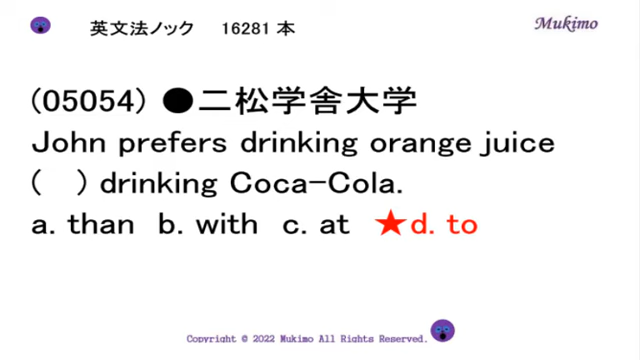 英文法ノック 16281 本
Mukimo
(05054) ●二松学舎大学
John prefers drinking orange juice
( ) drinking Coca-Cola.
a. than b. with c. at ★d. to
Copyright @ 2022 Mukimo All Rights Reserved.